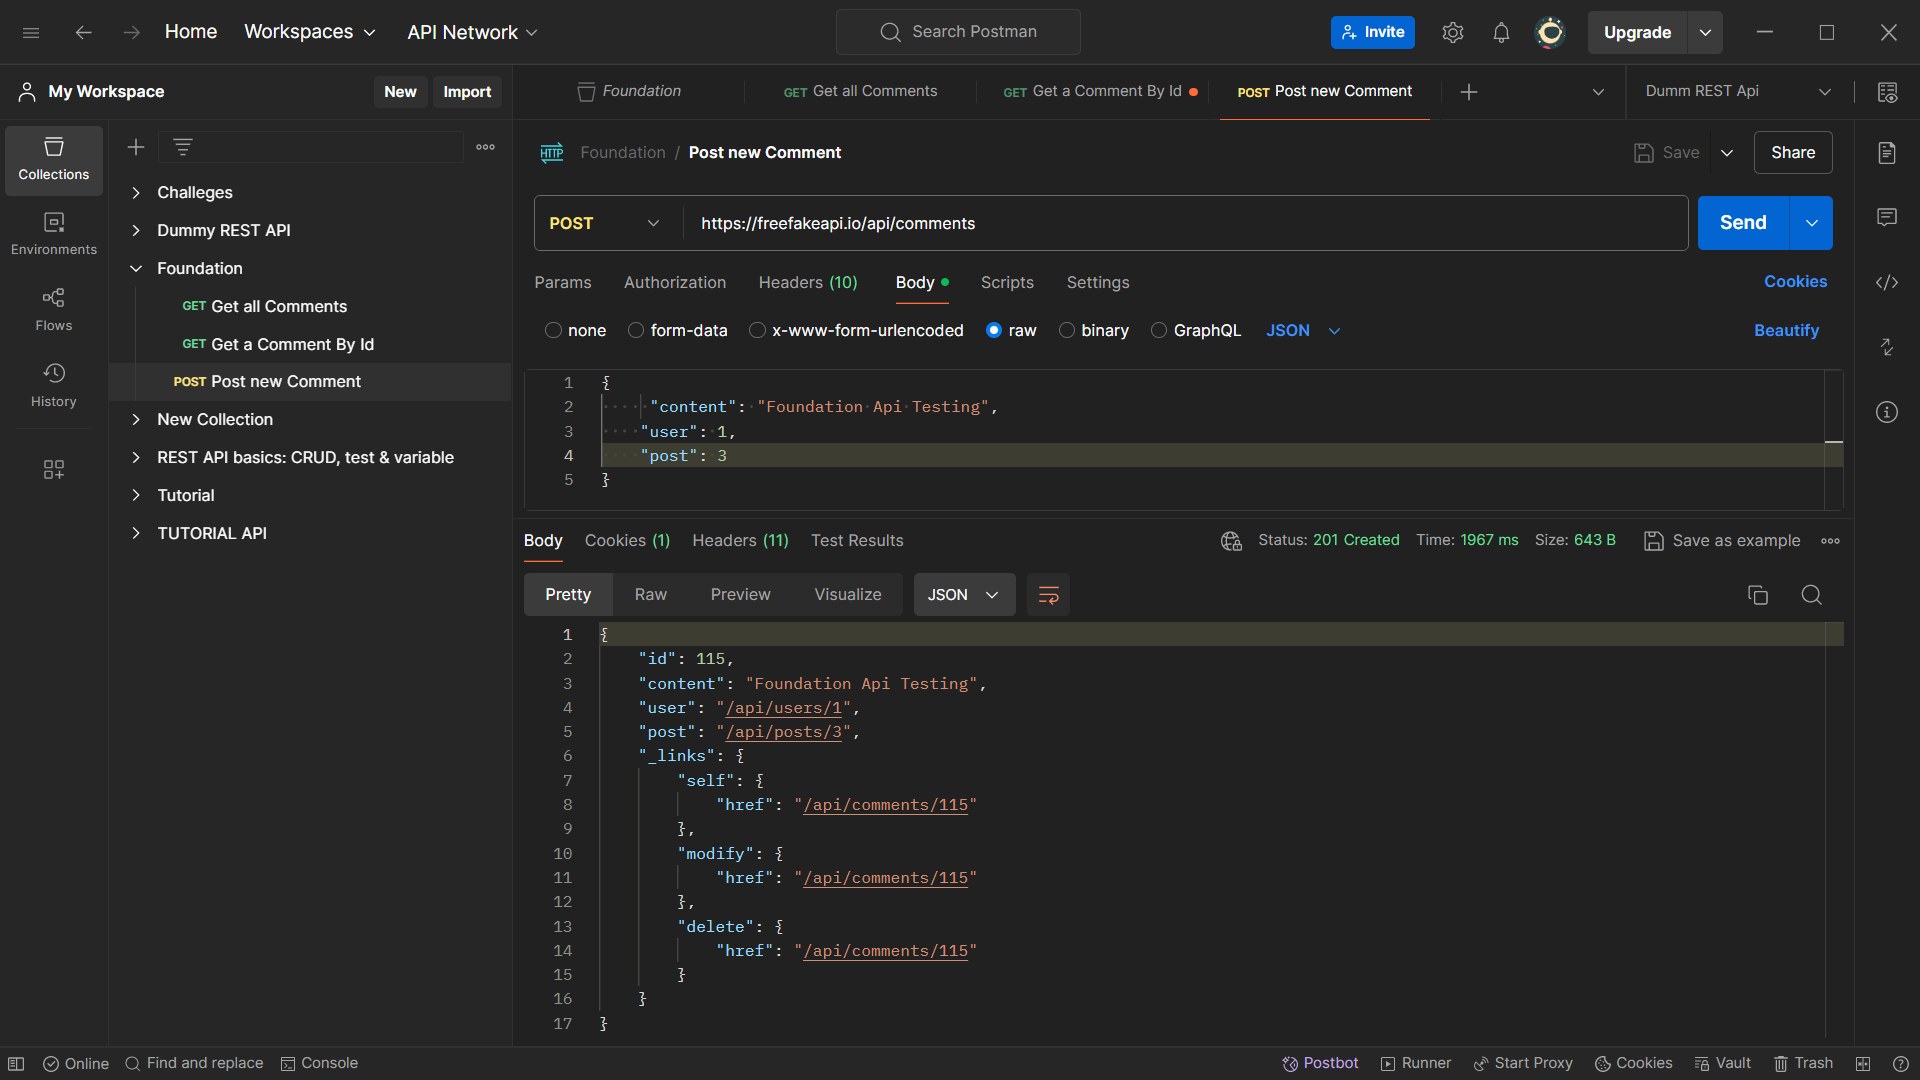 Home Workspaces API Network Search Postman Invite Upgrade
My Workspace New Import Foundation GET Get all Comments GET Get a Comment By Id POST Post new Comment Dumm REST Api
Collections
Environments
Flows
History
Challeges
Dummy REST API
Foundation
GET Get all Comments
GET Get a Comment By Id
POST Post new Comment
New Collection
REST API basics: CRUD, test & variable
Tutorial
TUTORIAL API
HTTP Foundation / Post new Comment Save Share
POST https://freefakeapi.io/api/comments Send
Params Authorization Headers (10) Body Scripts Settings Cookies
none form-data x-www-form-urlencoded raw binary GraphQL JSON Beautify
1 {
2 "content": "Foundation Api Testing",
3 "user": 1,
4 "post": 3
5 }
Body Cookies (1) Headers (11) Test Results Status: 201 Created Time: 1967 ms Size: 643 B Save as example
Pretty Raw Preview Visualize JSON
1 {
2 "id": 115,
3 "content": "Foundation Api Testing",
4 "user": "/api/users/1",
5 "post": "/api/posts/3",
6 "_links": {
7 "self": {
8 "href": "/api/comments/115"
9 },
10 "modify": {
11 "href": "/api/comments/115"
12 },
13 "delete": {
14 "href": "/api/comments/115"
15 }
16 }
17 }
Online Find and replace Console Postbot Runner Start Proxy Cookies Vault Trash